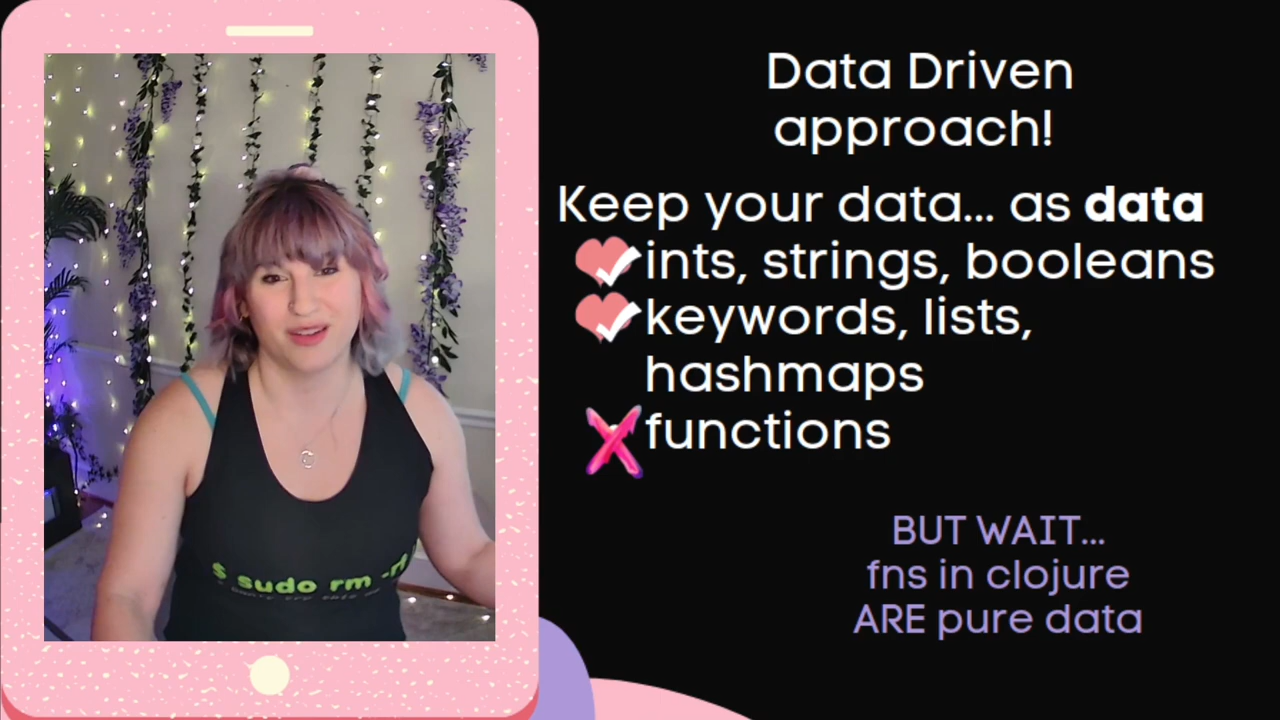 Data Driven
approach!
Keep your data... as data
ints, strings, booleans
keywords, lists,
hashmaps
functions
BUT WAIT...
fns in clojure
ARE pure data
$ sudo rm -rf